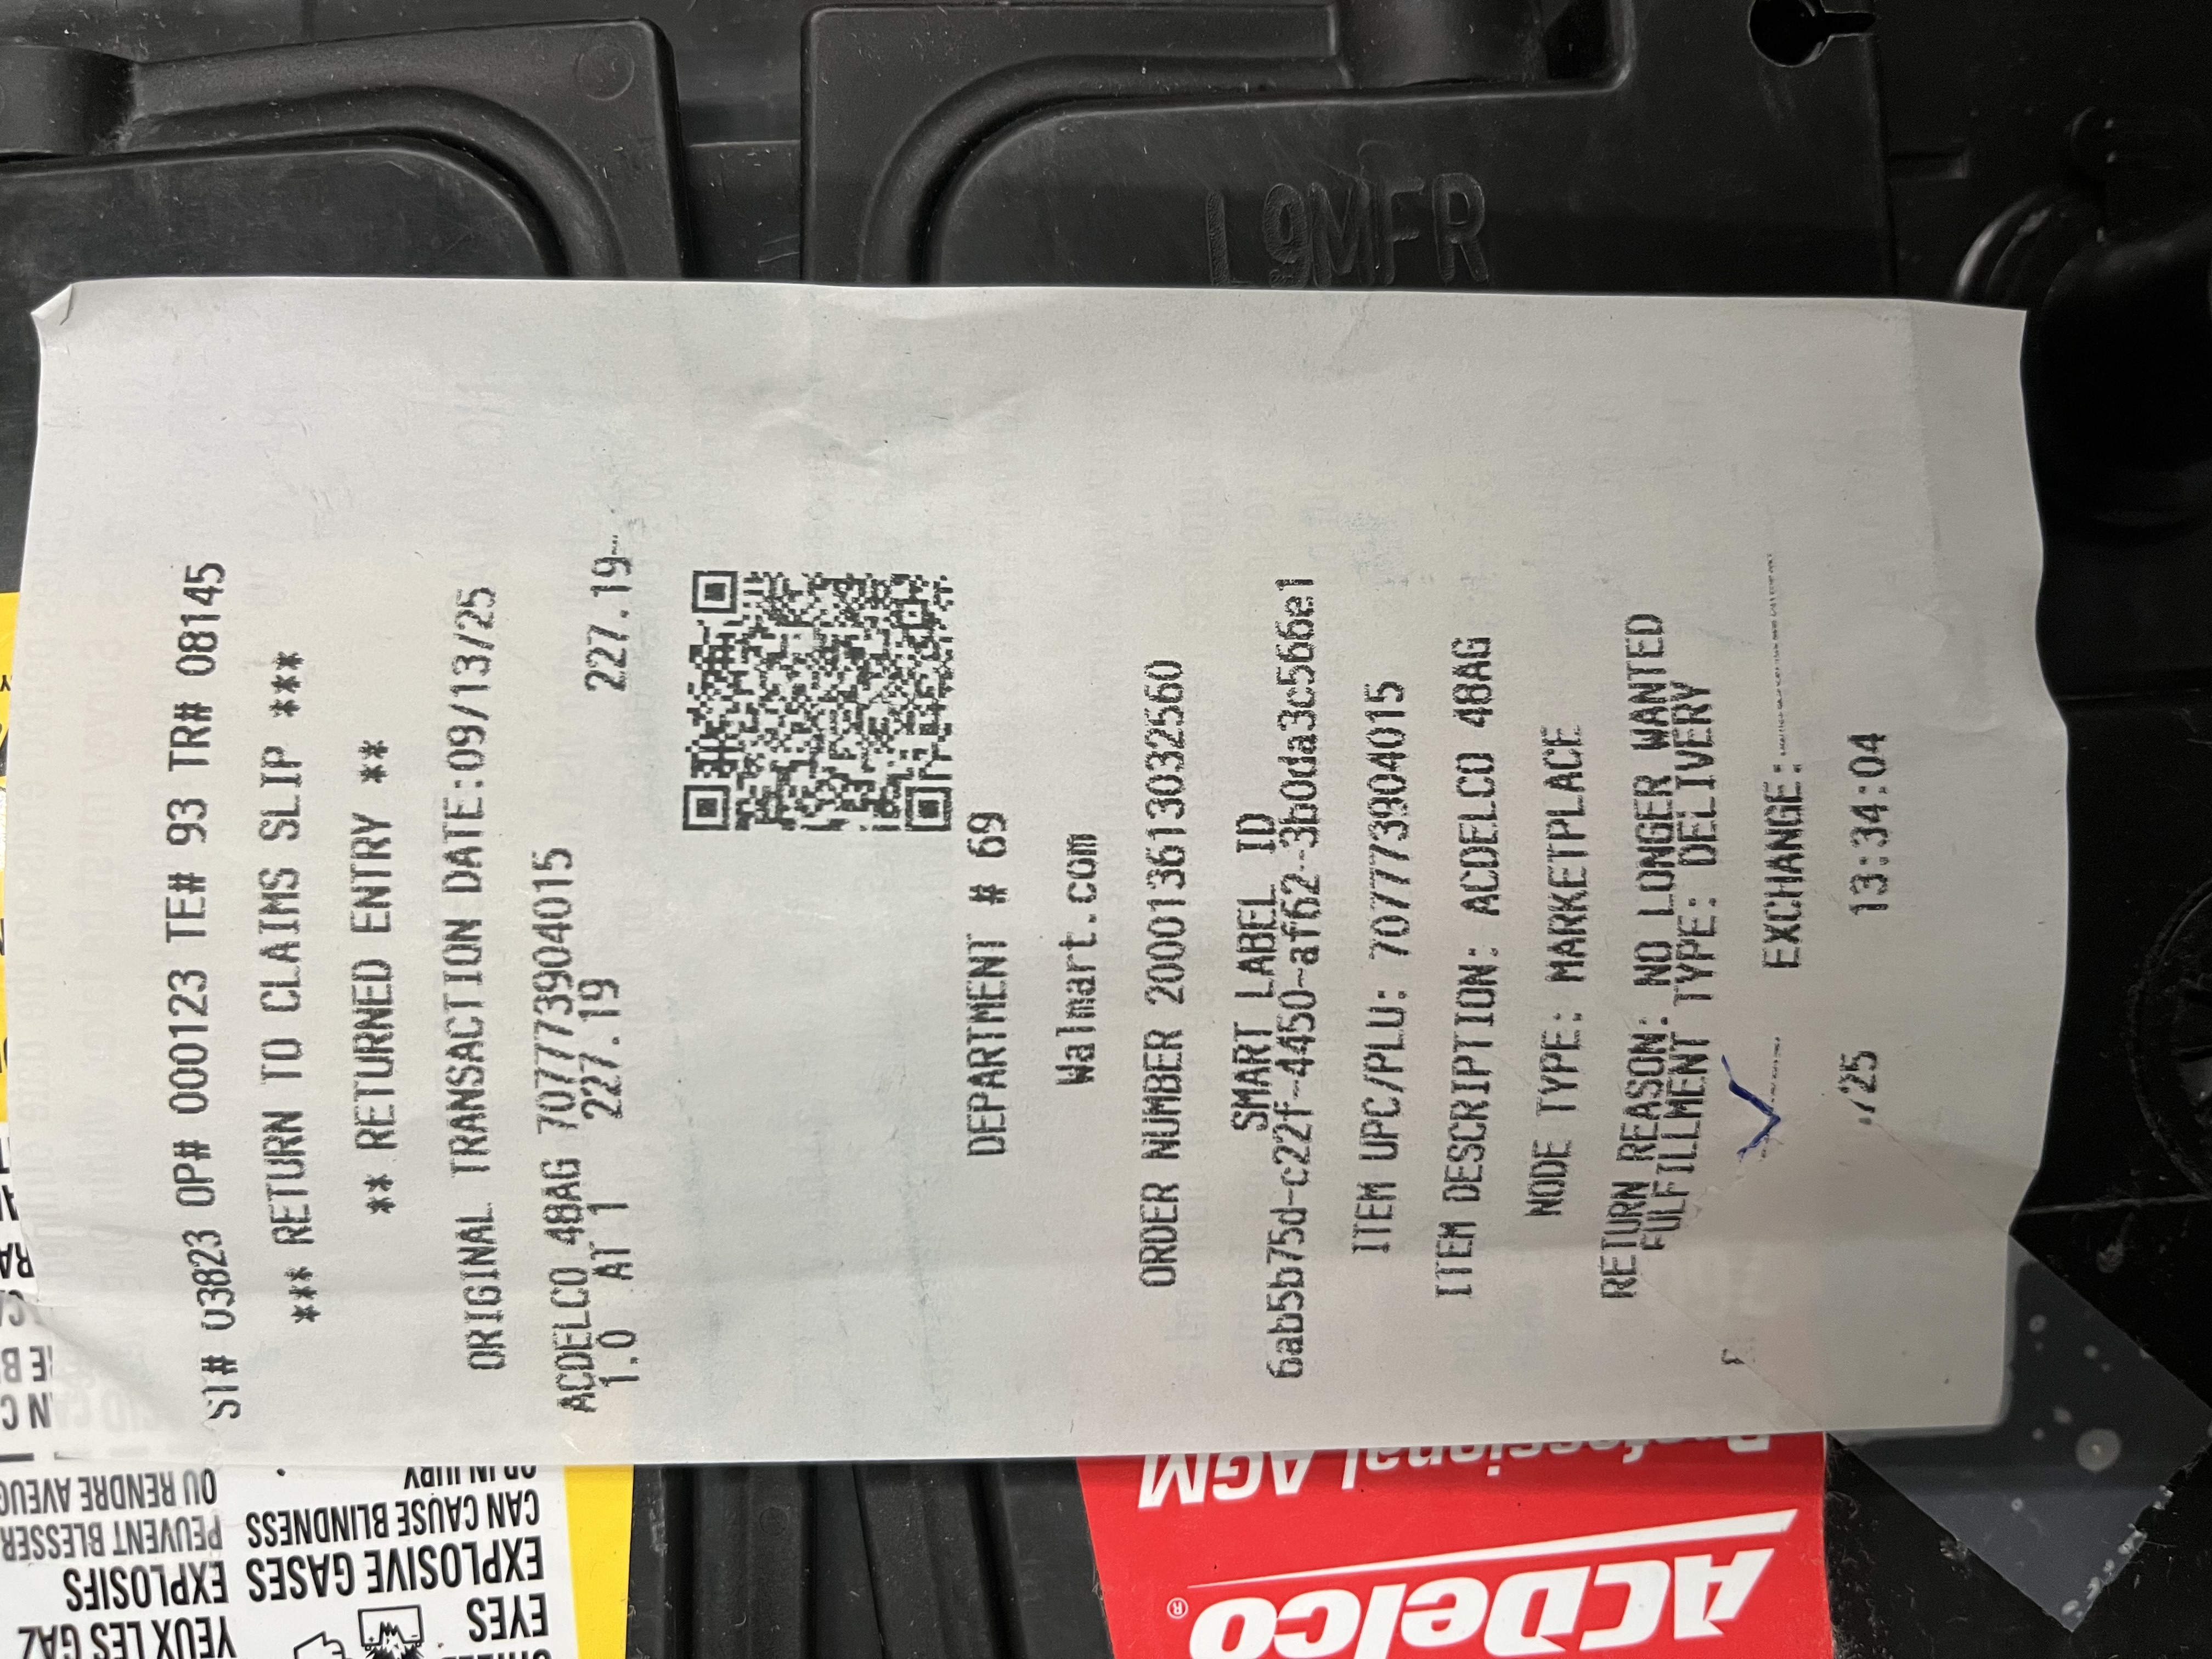 ST# 03823 OP# 000123 TE# 93 TR# 08145
*** RETURN TO CLAIMS SLIP ***
** RETURNED ENTRY **
ORIGINAL TRANSACTION DATE:09/13/25
ACDELCO 48AG 707773904015
1.0 AT 1 227.19 227.19-
DEPARTMENT # 69
Walmart.com
ORDER NUMBER 200013613032560
SMART LABEL ID
6ab5b75d-c22f-4450-af62-3b0da3c566e1
ITEM UPC/PLU: 707773904015
ITEM DESCRIPTION: ACDELCO 48AG
NODE TYPE: MARKETPLACE
RETURN REASON: NO LONGER WANTED
FULFILLMENT TYPE: DELIVERY
EXCHANGE:
/25 13:34:04
L9MFR
ACDelco®
Professional AGM
EYES
EXPLOSIVE GASES
CAN CAUSE BLINDNESS
OR INJURY
YEUX LES GAZ
EXPLOSIFS
PEUVENT BLESSER
OU RENDRE AVEUG